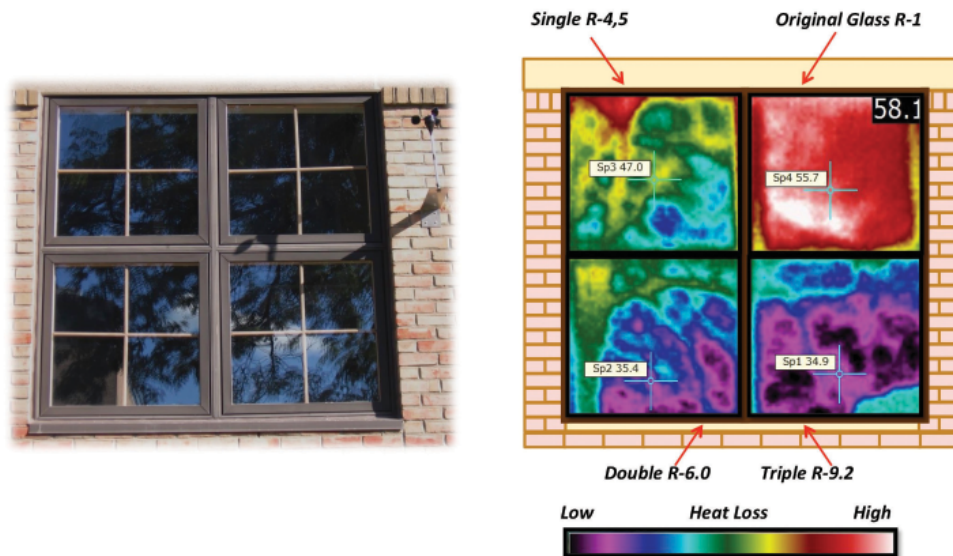 Single R-4,5
Original Glass R-1
58.1
Sp3 47.0
Sp4 55.7
Sp2 35.4
Sp1 34.9
Double R-6.0
Triple R-9.2
Low
Heat Loss
High